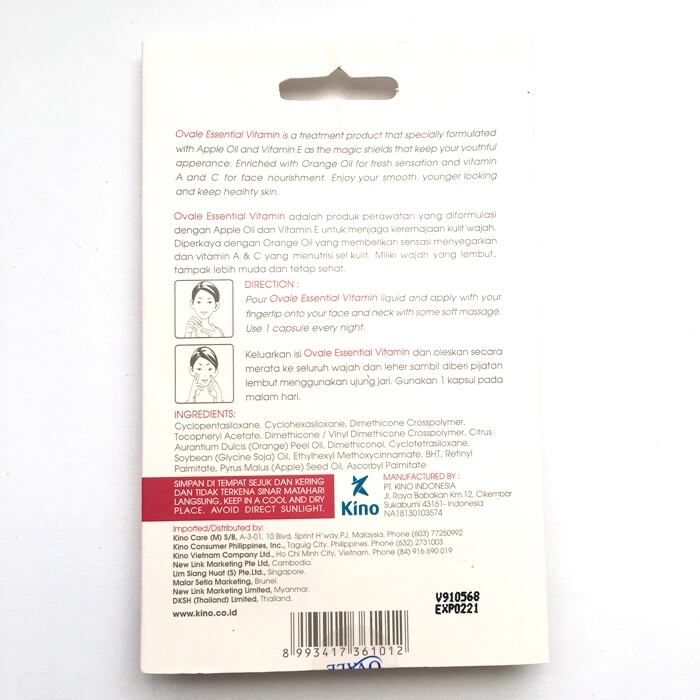 Ovale Essential Vitamin is a treatment product that specially formulated
with Apple Oil and Vitamin E as the magic shields that keep your youthful
apperance. Enriched with Orange Oil for fresh sensation and vitamin
A and C for face nourishment. Enjoy your smooth, younger looking
and keep healhty skin.
Ovale Essential Vitamin adalah produk perawatan yang diformulasi
dengan Apple Oil dan Vitamin E untuk menjaga keremajaan kulit wajah.
Diperkaya dengan Orange Oil yang memberikan sensasi menyegarkan
dan vitamin A & C yang menutrisi sel kulit. Miliki wajah yang lembut,
tampak lebih muda dan tetap sehat.
DIRECTION :
Pour Ovale Essential Vitamin liquid and apply with your
fingertip onto your face and neck with some soft massage.
Use 1 capsule every night.
Keluarkan isi Ovale Essential Vitamin dan oleskan secara
merata ke seluruh wajah dan leher sambil diberi pijatan
lembut menggunakan ujung jari. Gunakan 1 kapsul pada
malam hari.
INGREDIENTS:
Cyclopentasiloxane, Cyclohexasiloxane, Dimethicone Crosspolymer,
Tocopheryl Acetate, Dimethicone / Vinyl Dimethicone Crosspolymer, Citrus
Aurantium Dulcis (Orange) Peel Oil, Dimethiconol, Cyclotetrasiloxane,
Soybean (Glycine Soja) Oil, Ethylhexyl Methoxycinnamate, BHT, Retinyl
Palmitate, Pyrus Malus (Apple) Seed Oil, Ascorbyl Palmitate
SIMPAN DI TEMPAT SEJUK DAN KERING
DAN TIDAK TERKENA SINAR MATAHARI
LANGSUNG. KEEP IN A COOL AND DRY
PLACE. AVOID DIRECT SUNLIGHT.
Kino
MANUFACTURED BY :
PT. KINO INDONESIA
Jl. Raya Babakan Km.12, Cikembar
Sukabumi 43161- Indonesia
NA18130103574
Imported/Distributed by:
Kino Care (M) S/B, A-3-01, 10 Blvd. Sprint H'way,PJ, Malaysia. Phone (603) 77250992
Kino Consumer Philippines, Inc., Taguig City. Philippines. Phone (632) 2731003
Kino Vietnam Company Ltd., Ho Chi Minh City. Vietnam. Phone (84) 916 690 019
New Link Marketing Pte Ltd, Cambodia.
Lim Siang Huat (S) Pte.Ltd., Singapore.
Malar Setia Marketing, Brunei.
New Link Marketing Limited, Myanmar.
DKSH (Thailand) Limited, Thailand.
www.kino.co.id
V910568
EXP0221
8 993417 361012
OVALE